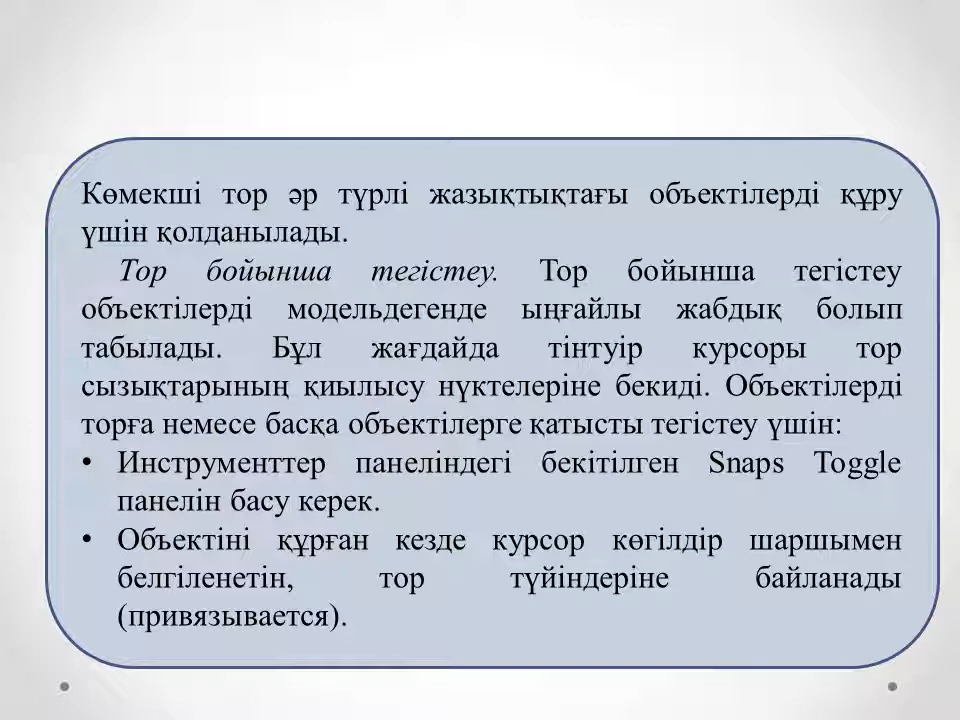 Көмекші тор әр түрлі жазықтықтағы объектілерді құру
үшін қолданылады.
Тор бойынша тегістеу. Тор бойынша тегістеу
объектілерді модельдегенде ыңғайлы жабдық болып
табылады. Бұл жағдайда тінтуір курсоры тор
сызықтарының қиылысу нүктелеріне бекиді. Объектілерді
торға немесе басқа объектілерге қатысты тегістеу үшін:
• Инструменттер панеліндегі бекітілген Snaps Toggle
панелін басу керек.
• Объектіні құрған кезде курсор көгілдір шаршымен
белгіленетін, тор түйіндеріне байланады
(привязывается).